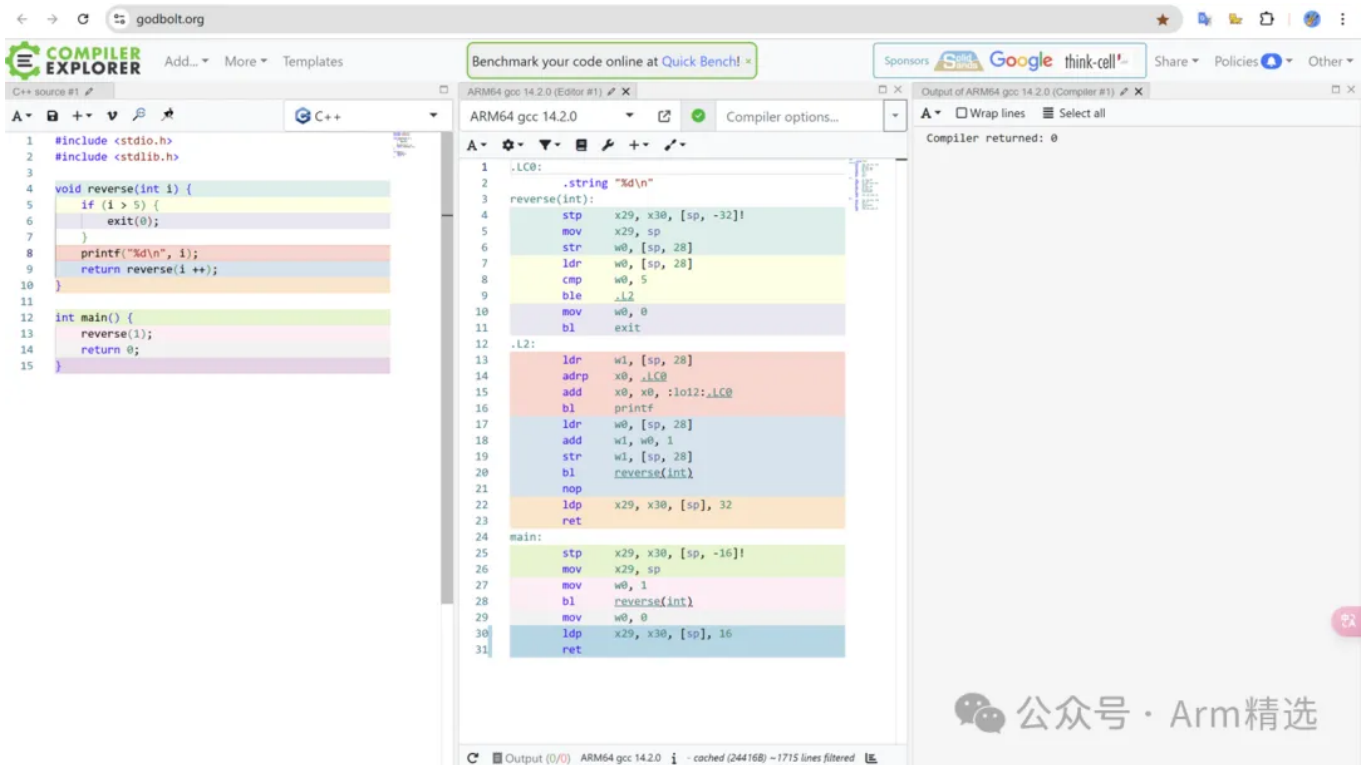 godbolt.org
COMPILER
EXPLORER
Add...
More
Templates
Benchmark your code online at Quick Bench! ×
Sponsors
Solid Sands
Google
think-cell
Share
Policies
Other
C++ source #1
A
C++
1 #include <stdio.h>
2 #include <stdlib.h>
3
4 void reverse(int i) {
5 if (i > 5) {
6 exit(0);
7 }
8 printf("%d\n", i);
9 return reverse(i ++);
10 }
11
12 int main() {
13 reverse(1);
14 return 0;
15 }
ARM64 gcc 14.2.0 (Editor #1)
ARM64 gcc 14.2.0
Compiler options...
A
1 .LC0:
2 .string "%d\n"
3 reverse(int):
4 stp x29, x30, [sp, -32]!
5 mov x29, sp
6 str w0, [sp, 28]
7 ldr w0, [sp, 28]
8 cmp w0, 5
9 ble .L2
10 mov w0, 0
11 bl exit
12 .L2:
13 ldr w1, [sp, 28]
14 adrp x0, .LC0
15 add x0, x0, :lo12:.LC0
16 bl printf
17 ldr w0, [sp, 28]
18 add w1, w0, 1
19 str w1, [sp, 28]
20 bl reverse(int)
21 nop
22 ldp x29, x30, [sp], 32
23 ret
24 main:
25 stp x29, x30, [sp, -16]!
26 mov x29, sp
27 mov w0, 1
28 bl reverse(int)
29 mov w0, 0
30 ldp x29, x30, [sp], 16
31 ret
Output (0/0) ARM64 gcc 14.2.0 i - cached (24416B) ~1715 lines filtered
Output of ARM64 gcc 14.2.0 (Compiler #1)
A
Wrap lines
Select all
Compiler returned: 0
公众号 · Arm精选